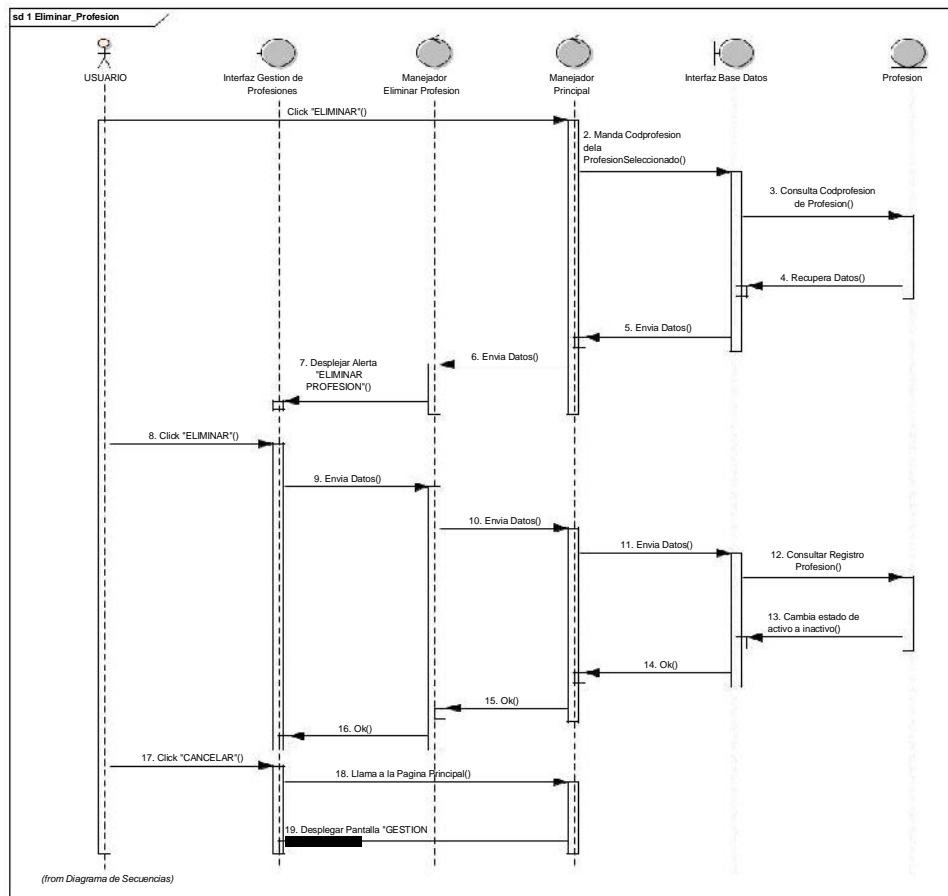 sd 1 Eliminar_Profesion
USUARIO
Interfaz Gestion de
Profesiones
Manejador
Eliminar Profesion
Manejador
Principal
Interfaz Base Datos
Profesion
Click "ELIMINAR"()
2. Manda Codprofesion
dela
ProfesionSeleccionado()
3. Consulta Codprofesion
de Profesion()
4. Recupera Datos()
5. Envia Datos()
6. Envia Datos()
7. Desplejar Alerta
"ELIMINAR
PROFESION"()
8. Click "ELIMINAR"()
9. Envia Datos()
10. Envia Datos()
11. Envia Datos()
12. Consultar Registro
Profesion()
13. Cambia estado de
activo a inactivo()
14. Ok()
15. Ok()
16. Ok()
17. Click "CANCELAR"()
18. Llama a la Pagina Principal()
19. Desplegar Pantalla "GESTION
(from Diagrama de Secuencias)